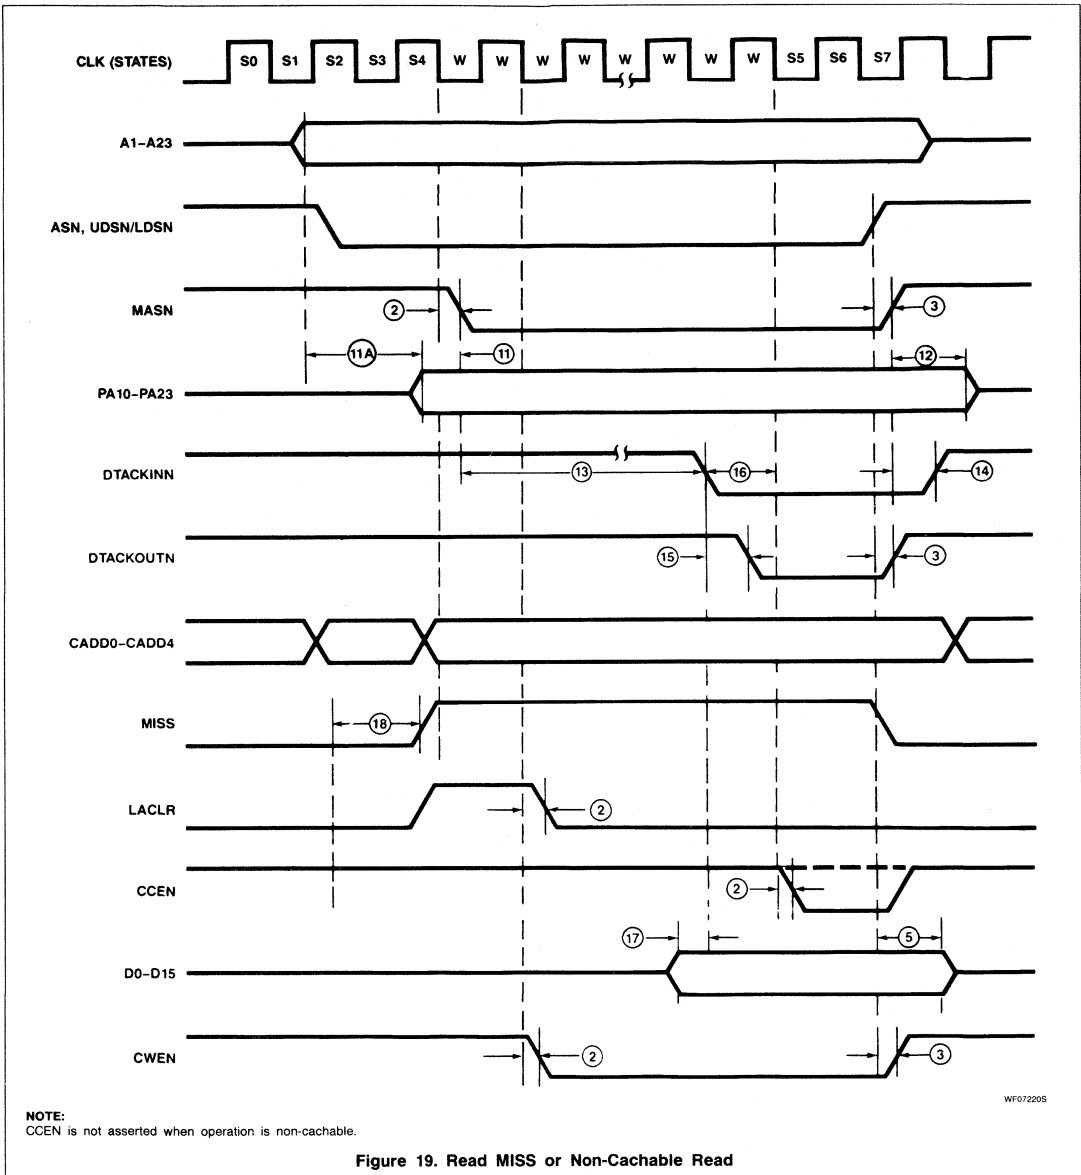 CLK (STATES)
S0 S1 S2 S3 S4 W W W W W W W W S5 S6 S7
A1–A23
ASN, UDSN/LDSN
MASN
2
3
11A
11
12
PA10–PA23
DTACKINN
13
16
14
DTACKOUTN
15
3
CADD0–CADD4
MISS
18
LACLR
2
CCEN
2
17
5
D0–D15
CWEN
2
3
WF07220S
NOTE:
CCEN is not asserted when operation is non-cachable.
Figure 19. Read MISS or Non-Cachable Read